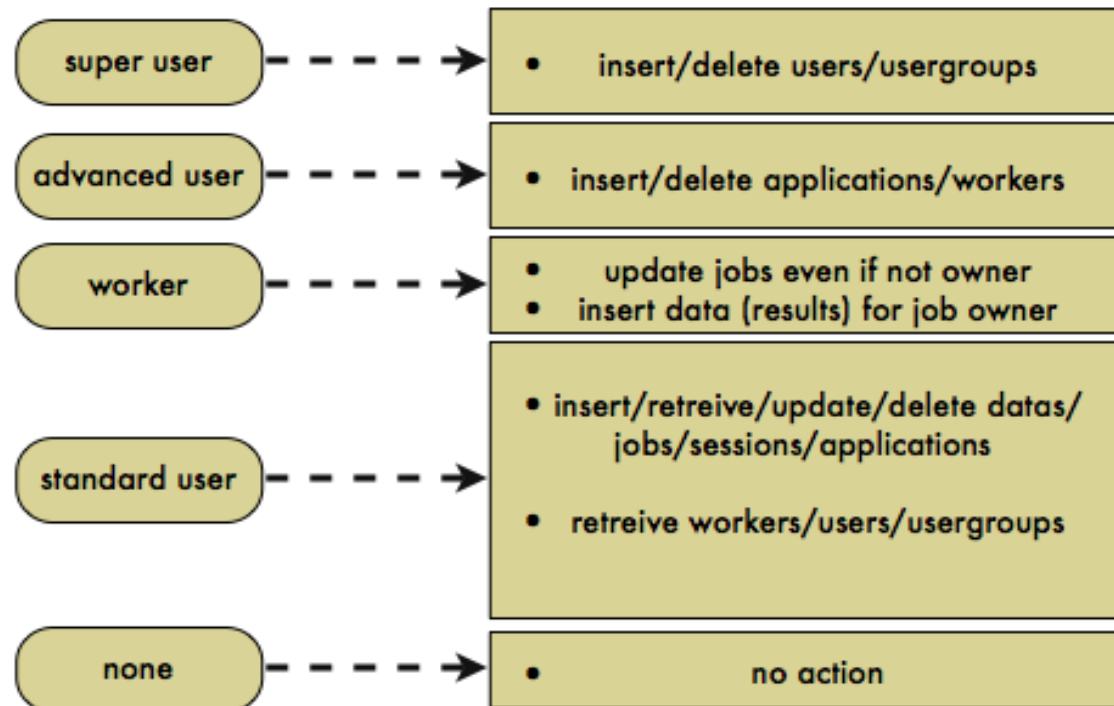 super user
• insert/delete users/usergroups
advanced user
• insert/delete applications/workers
worker
• update jobs even if not owner
• insert data (results) for job owner
standard user
• insert/retreive/update/delete datas/
jobs/sessions/applications
• retreive workers/users/usergroups
none
• no action